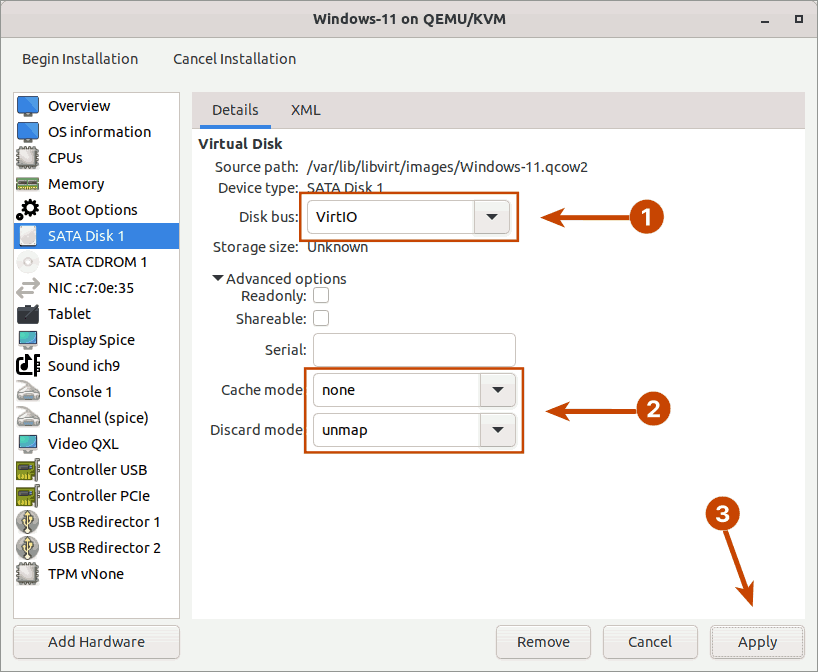 Windows-11 on QEMU/KVM
Begin Installation Cancel Installation
Overview
OS information
CPUs
Memory
Boot Options
SATA Disk 1
SATA CDROM 1
NIC :c7:0e:35
Tablet
Display Spice
Sound ich9
Console 1
Channel (spice)
Video QXL
Controller USB
Controller PCIe
USB Redirector 1
USB Redirector 2
TPM vNone
Add Hardware
Details XML
Virtual Disk
Source path: /var/lib/libvirt/images/Windows-11.qcow2
Device type: SATA Disk 1
Disk bus: VirtIO
1
Storage size: Unknown
Advanced options
Readonly:
Shareable:
Serial:
Cache mode none
2
Discard mode unmap
3
Remove Cancel Apply